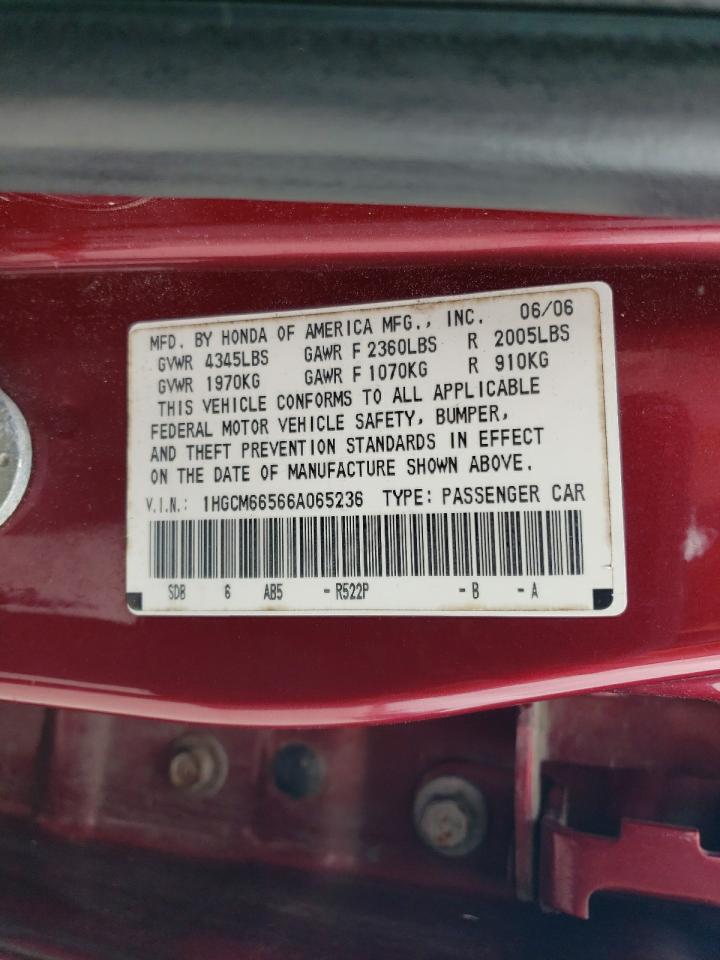 MFD. BY HONDA OF AMERICA MFG., INC. 06/06
GVWR 4345LBS GAWR F 2360LBS R 2005LBS
GVWR 1970KG GAWR F 1070KG R 910KG
THIS VEHICLE CONFORMS TO ALL APPLICABLE
FEDERAL MOTOR VEHICLE SAFETY, BUMPER,
AND THEFT PREVENTION STANDARDS IN EFFECT
ON THE DATE OF MANUFACTURE SHOWN ABOVE.
V.I.N.: 1HGCM66566A065236 TYPE: PASSENGER CAR
SDB 6 AB5 - R522P - B - A